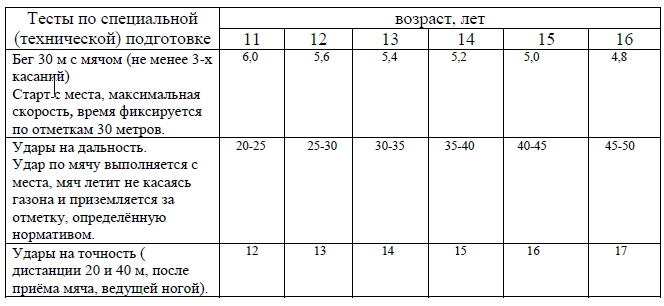 Тесты по специальной
(технической) подготовке
возраст, лет
11 12 13 14 15 16
Бег 30 м с мячом (не менее 3-х
касаний)
Старт с места, максимальная
скорость, время фиксируется
по отметкам 30 метров.
6,0 5,6 5,4 5,2 5,0 4,8
Удары на дальность.
Удар по мячу выполняется с
места, мяч летит не касаясь
газона и приземляется за
отметку, определённую
нормативом.
20-25 25-30 30-35 35-40 40-45 45-50
Удары на точность (
дистанции 20 и 40 м, после
приёма мяча, ведущей ногой).
12 13 14 15 16 17